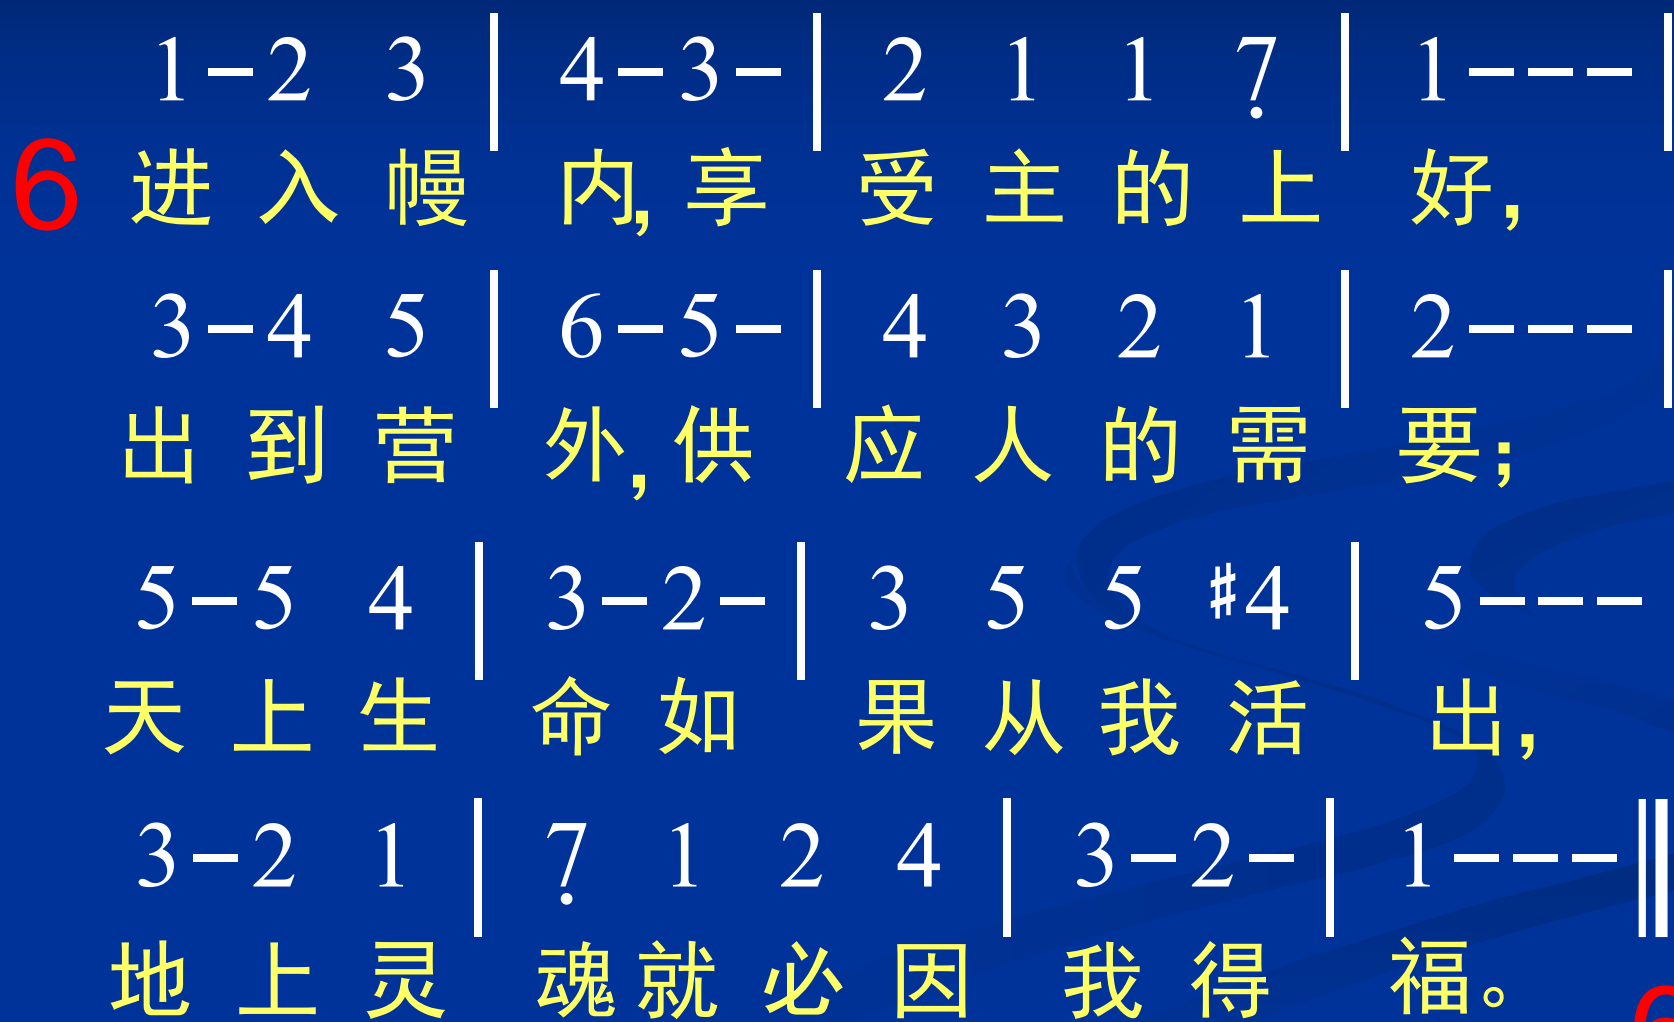 1-2 3 | 4-3- | 2 1 1 7̣ | 1--- |
6 进入幔内,享受主的上好,
3-4 5 | 6-5- | 4 3 2 1 | 2--- |
出到营外,供应人的需要;
5-5 4 | 3-2- | 3 5 5 #4 | 5---
天上生命如果从我活出,
3-2 1 | 7̣ 1 2 4 | 3-2- | 1--- ‖
地上灵魂就必因我得福。